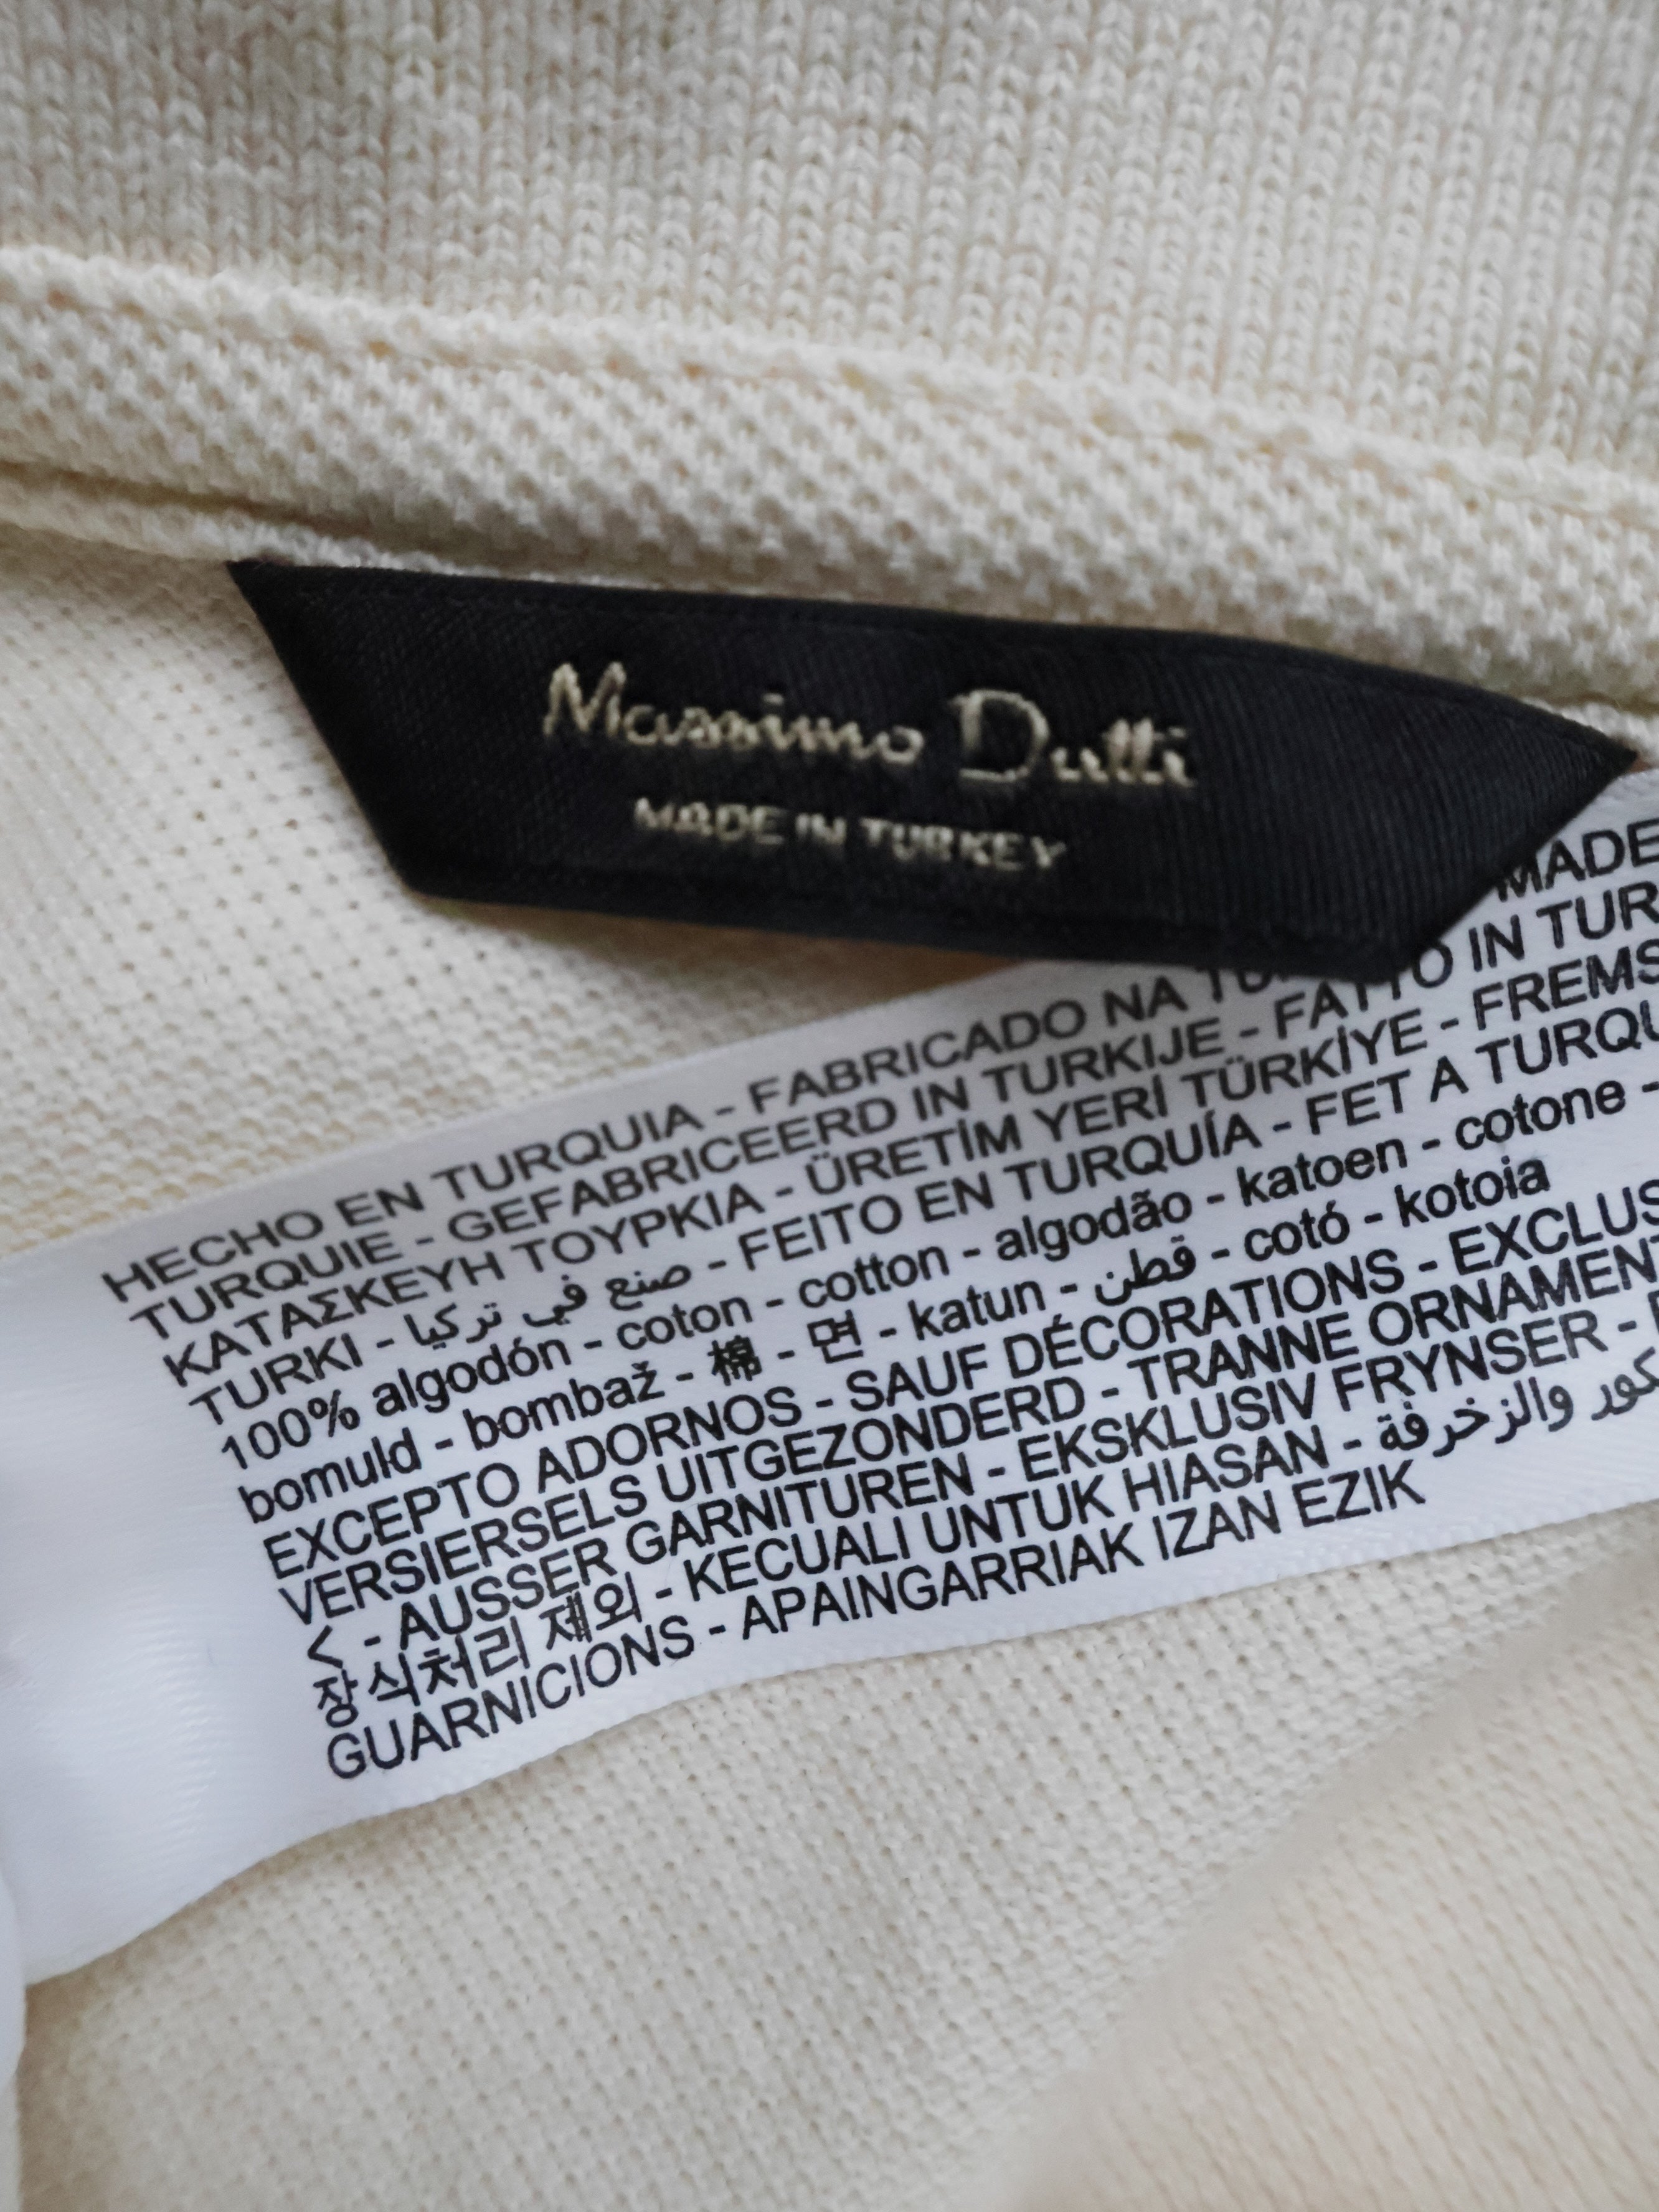 Massimo Dutti
MADE IN TURKEY
MADE
HECHO EN TURQUIA - FABRICADO NA
TURQUIE - GEFABRICEERD IN TURKIJE - FATTO IN TUR
ΚΑΤΑΣΚΕΥΗ ΤΟΥΡΚΙΑ - ÜRETİM YERİ TÜRKİYE - FREMS
TURKI - صنع في تركيا - FEITO EN TURQUÍA - FET A TURQU
100% algodón - coton - cotton - algodão - katoen - cotone -
bomuld - bombaž - 棉 - 면 - katun - قطن - cotó - kotoia
EXCEPTO ADORNOS - SAUF DÉCORATIONS - EXCLUS
VERSIERSELS UITGEZONDERD - TRANNE ORNAMEN
< - AUSSER GARNITUREN - EKSKLUSIV FRYNSER -
장식처리 제외 - KECUALI UNTUK HIASAN - كور والزخرفة
GUARNICIONS - APAINGARRIAK IZAN EZIK